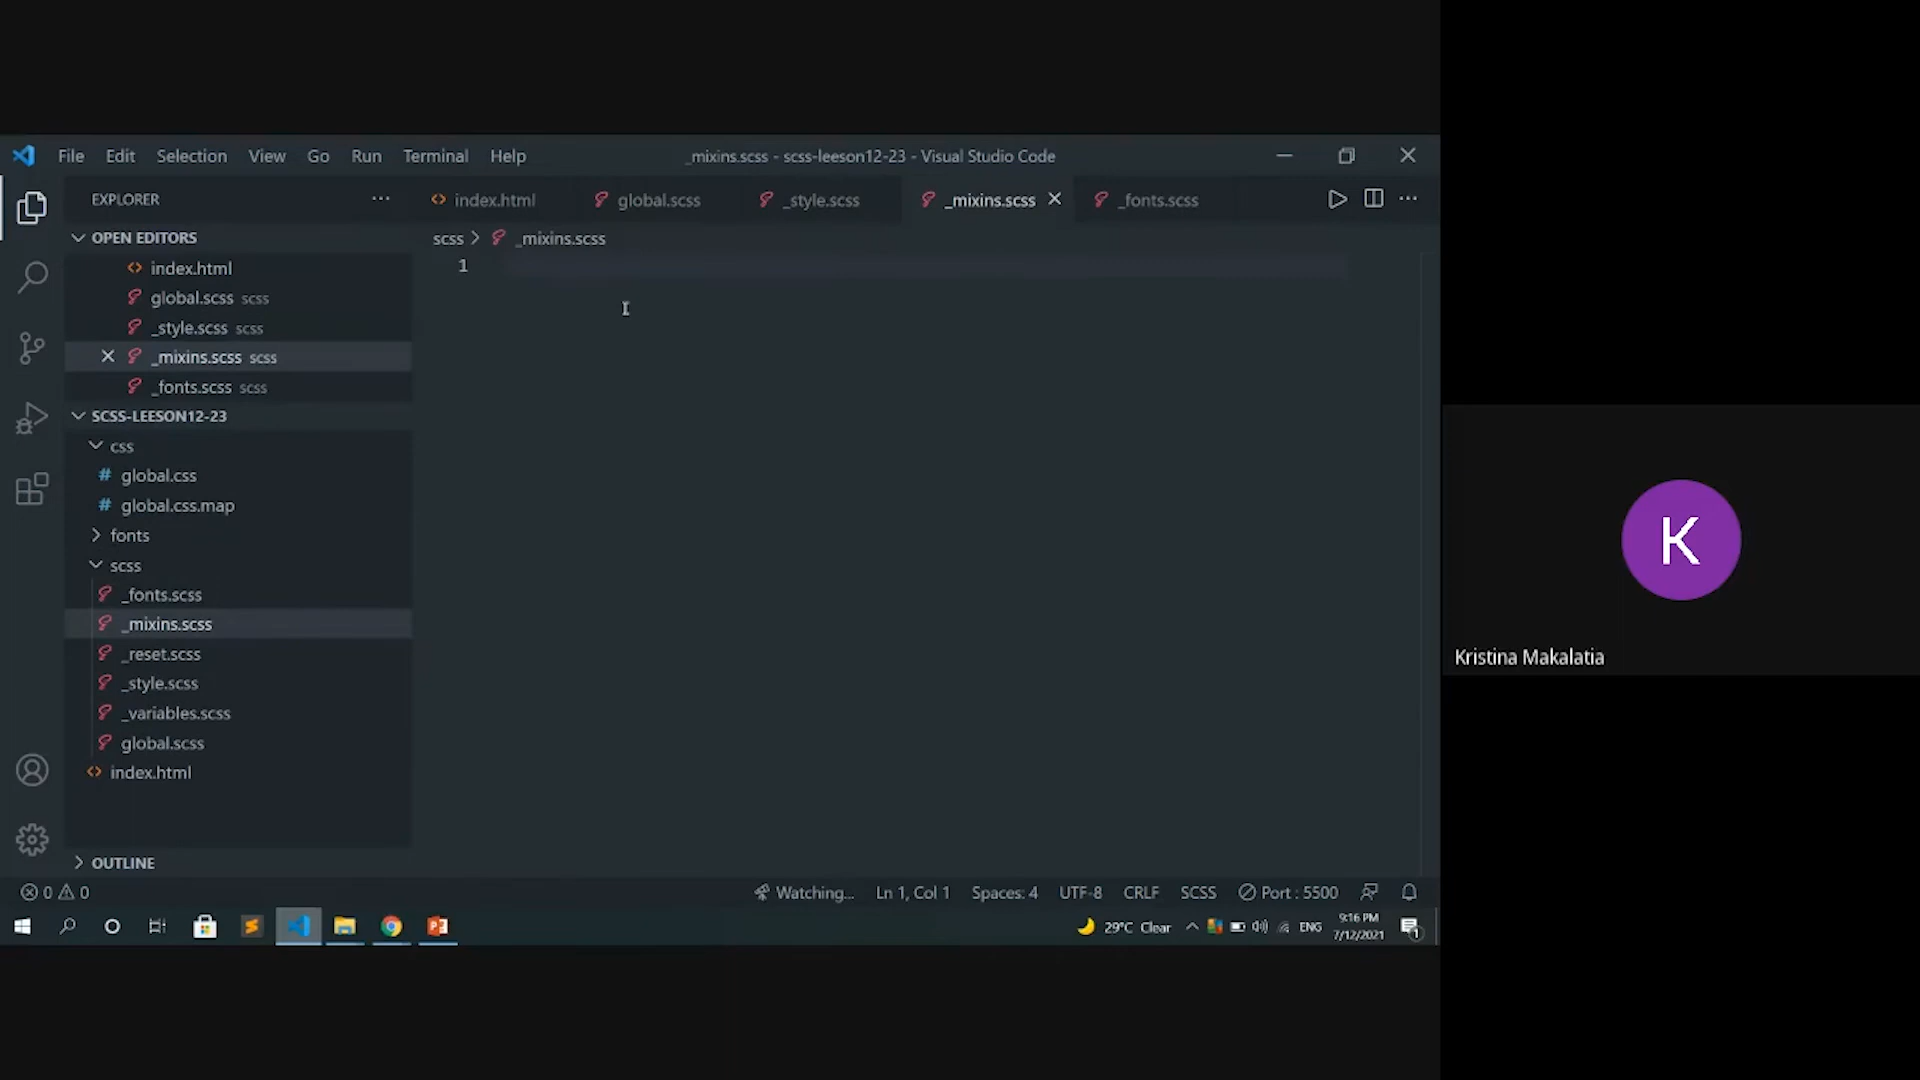 File Edit Selection View Go Run Terminal Help
_mixins.scss - scss-leeson12-23 - Visual Studio Code
EXPLORER
index.html
global.scss
_style.scss
_mixins.scss
_fonts.scss
OPEN EDITORS
scss > _mixins.scss
1
index.html
global.scss scss
_style.scss scss
_mixins.scss scss
_fonts.scss scss
SCSS-LEESON12-23
css
# global.css
# global.css.map
fonts
scss
_fonts.scss
_mixins.scss
_reset.scss
_style.scss
_variables.scss
global.scss
index.html
OUTLINE
0 0
Watching...
Ln 1, Col 1
Spaces: 4
UTF-8
CRLF
SCSS
Port : 5500
29°C Clear
ENG
9:16 PM
7/12/2021
1
K
Kristina Makalatia